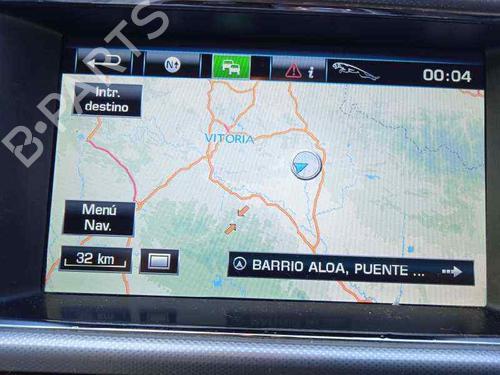 N
i
00:04
Intr.
destino
VITORIA
Menú
Nav.
32 km
BARRIO ALOA, PUENTE ...
B-PARTS